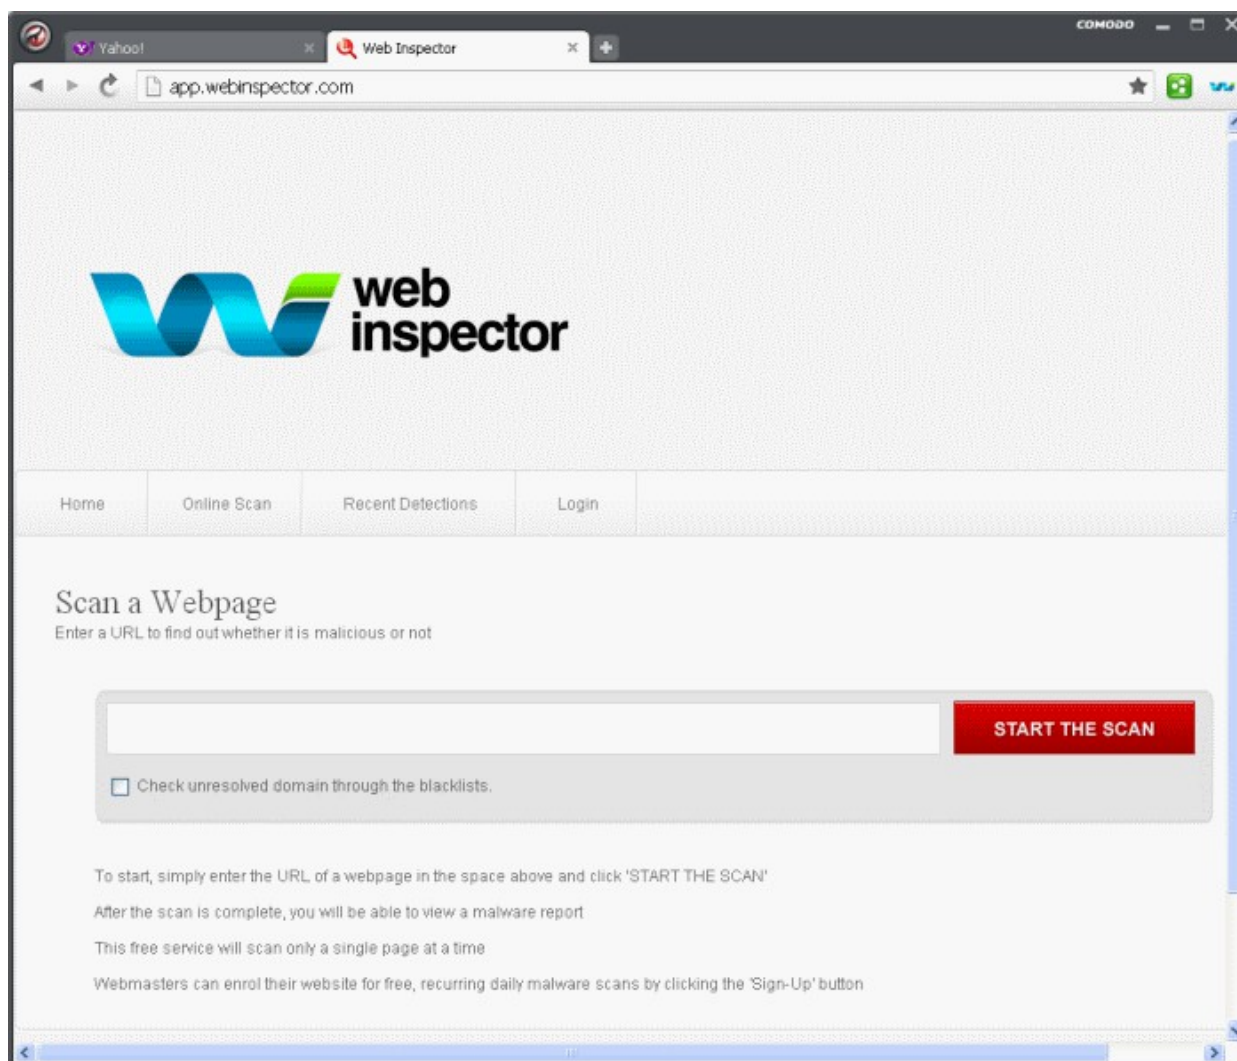 COMODO
Yahoo!
Web Inspector
app.webinspector.com
web
inspector
Home
Online Scan
Recent Detections
Login
Scan a Webpage
Enter a URL to find out whether it is malicious or not
START THE SCAN
Check unresolved domain through the blacklists.
To start, simply enter the URL of a webpage in the space above and click 'START THE SCAN'
After the scan is complete, you will be able to view a malware report
This free service will scan only a single page at a time
Webmasters can enrol their website for free, recurring daily malware scans by clicking the 'Sign-Up' button